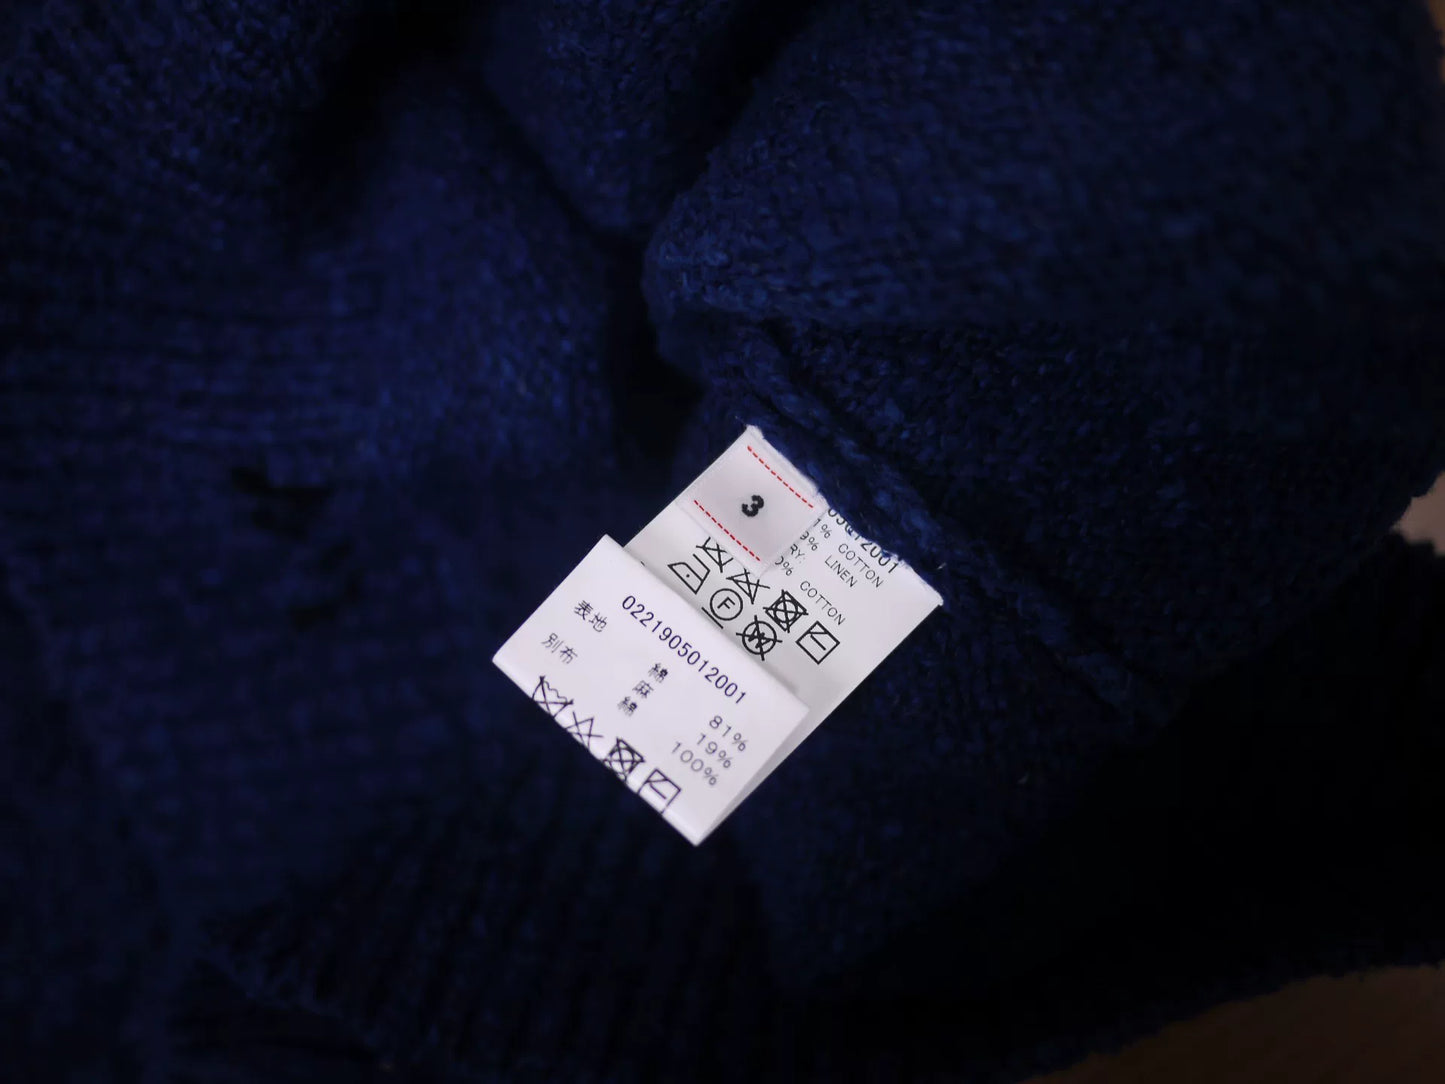 3
05012001
1% COTTON
9% LINEN
RY:
0% COTTON
F
W
0221905012001
表地 綿 81%
麻 19%
別布 綿 100%